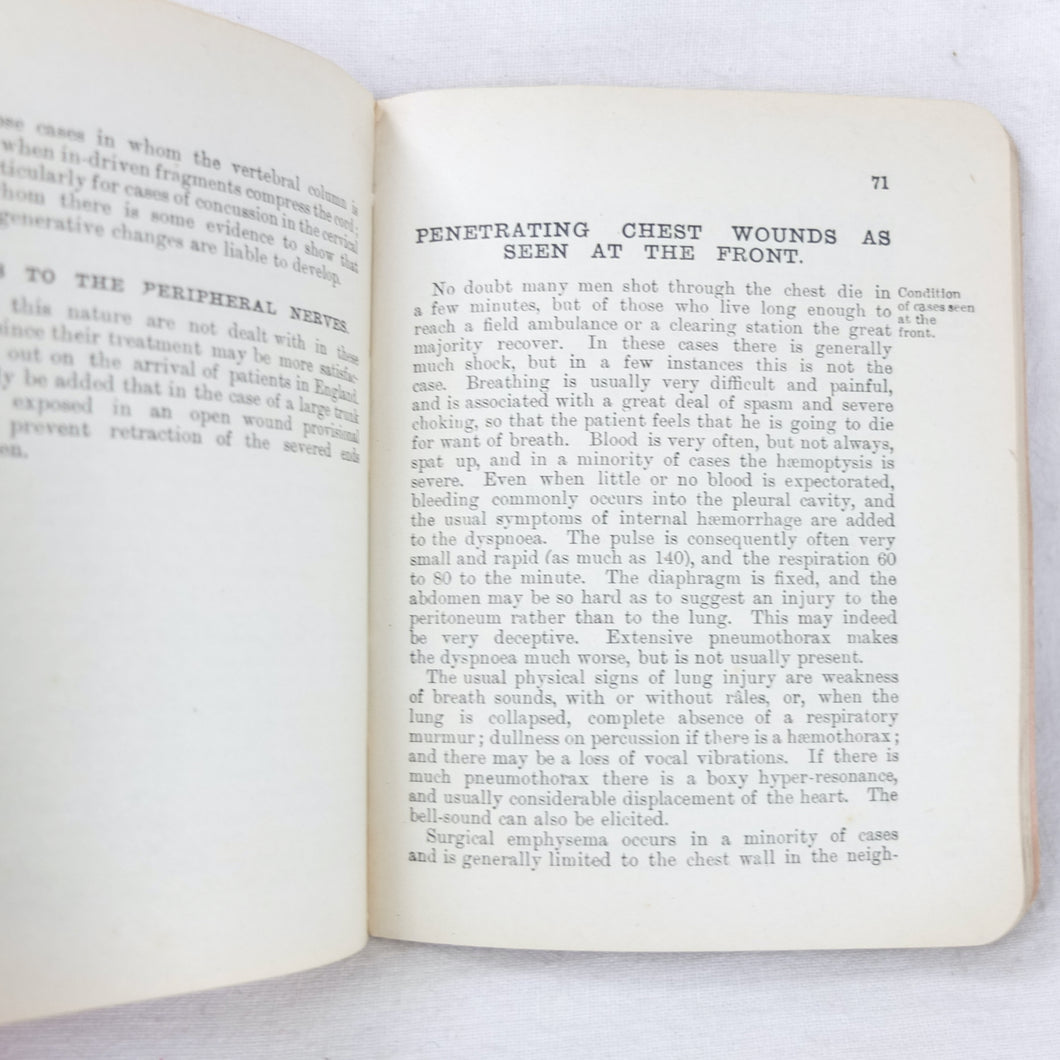 ose cases in whom the vertebral column is
when in-driven fragments compress the cord;
ticularly for cases of concussion in the cervical
hom there is some evidence to show that
generative changes are liable to develop.
S TO THE PERIPHERAL NERVES.
this nature are not dealt with in these
since their treatment may be more satisfac-
out on the arrival of patients in England.
ly be added that in the case of a large trunk
exposed in an open wound provisional
prevent retraction of the severed ends
en.
71
PENETRATING CHEST WOUNDS AS
SEEN AT THE FRONT.
No doubt many men shot through the chest die in
a few minutes, but of those who live long enough to
reach a field ambulance or a clearing station the great
majority recover. In these cases there is generally
much shock, but in a few instances this is not the
case. Breathing is usually very difficult and painful,
and is associated with a great deal of spasm and severe
choking, so that the patient feels that he is going to die
for want of breath. Blood is very often, but not always,
spat up, and in a minority of cases the hæmoptysis is
severe. Even when little or no blood is expectorated,
bleeding commonly occurs into the pleural cavity, and
the usual symptoms of internal hæmorrhage are added
to the dyspnoea. The pulse is consequently often very
small and rapid (as much as 140), and the respiration 60
to 80 to the minute. The diaphragm is fixed, and the
abdomen may be so hard as to suggest an injury to the
peritoneum rather than to the lung. This may indeed
be very deceptive. Extensive pneumothorax makes
the dyspnoea much worse, but is not usually present.
The usual physical signs of lung injury are weakness
of breath sounds, with or without râles, or, when the
lung is collapsed, complete absence of a respiratory
murmur; dullness on percussion if there is a hæmothorax;
and there may be a loss of vocal vibrations. If there is
much pneumothorax there is a boxy hyper-resonance,
and usually considerable displacement of the heart. The
bell-sound can also be elicited.
Surgical emphysema occurs in a minority of cases
and is generally limited to the chest wall in the neigh-
Condition
of cases seen
at the
front.